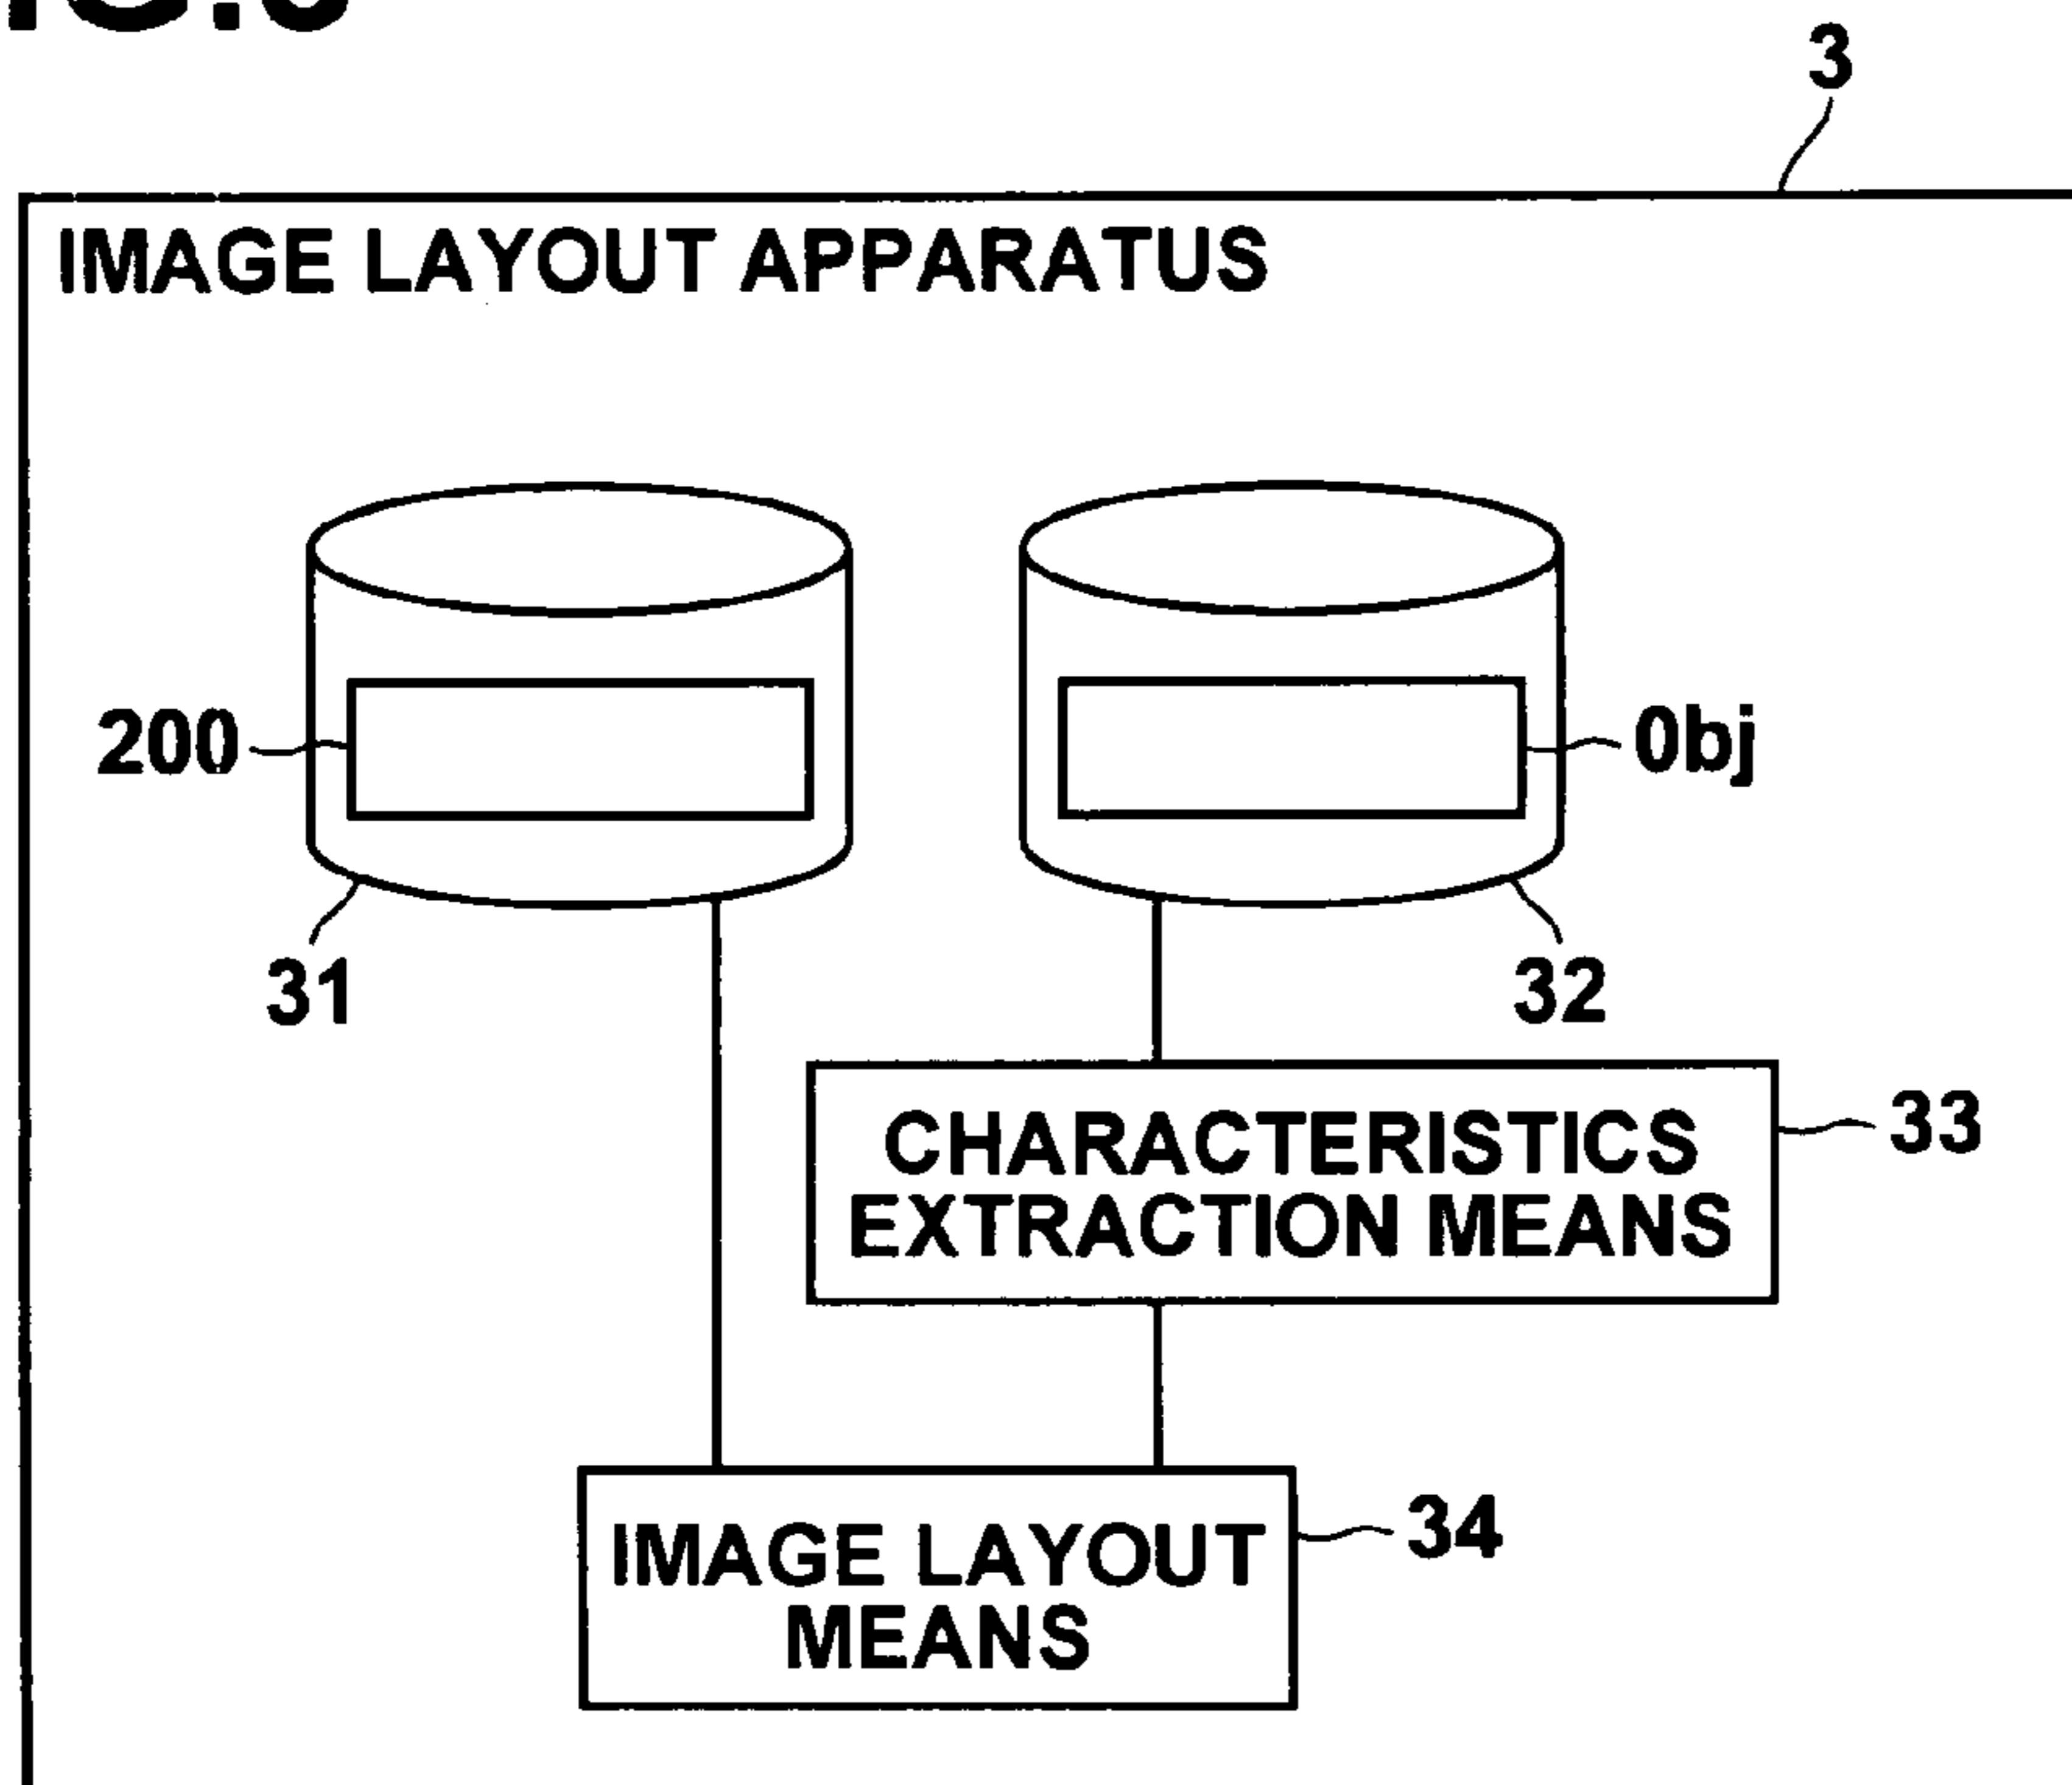 3
IMAGE LAYOUT APPARATUS
200
0bj
31
32
CHARACTERISTICS
EXTRACTION MEANS
33
IMAGE LAYOUT
MEANS
34